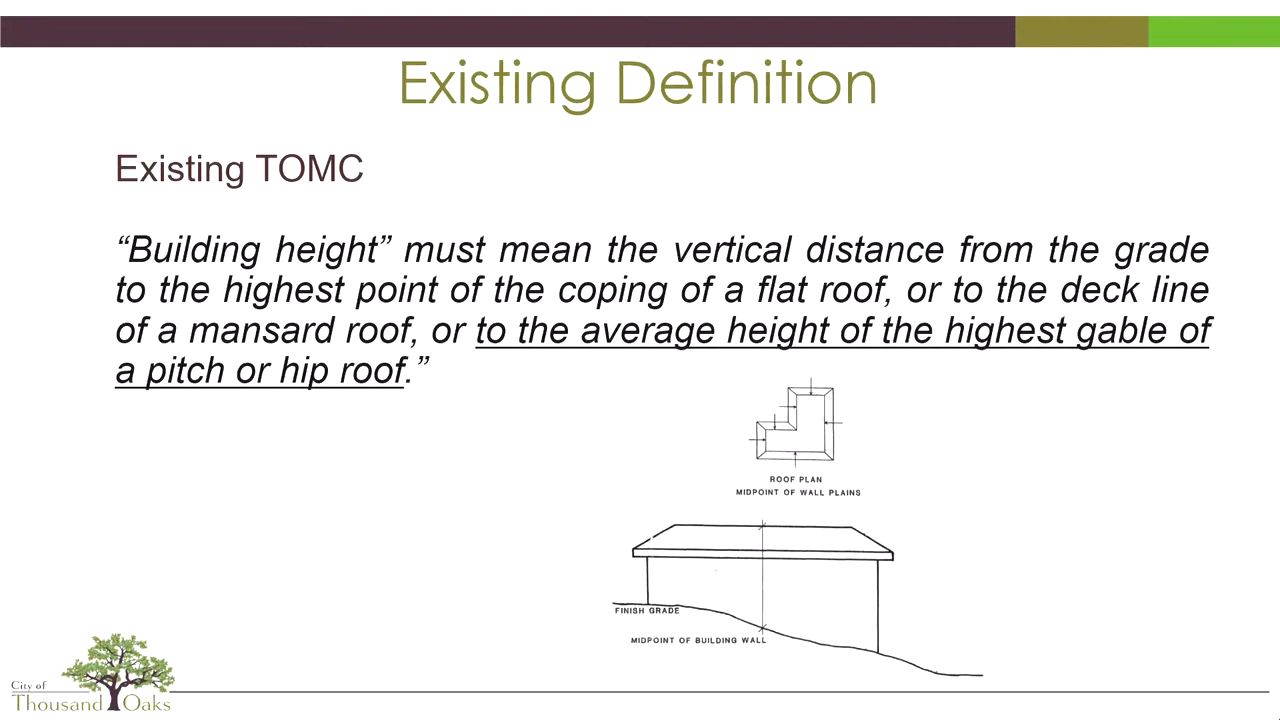 Existing Definition
Existing TOMC
“Building height” must mean the vertical distance from the grade
to the highest point of the coping of a flat roof, or to the deck line
of a mansard roof, or to the average height of the highest gable of
a pitch or hip roof.”
ROOF PLAN
MIDPOINT OF WALL PLAINS
FINISH GRADE
MIDPOINT OF BUILDING WALL
City of
Thousand Oaks